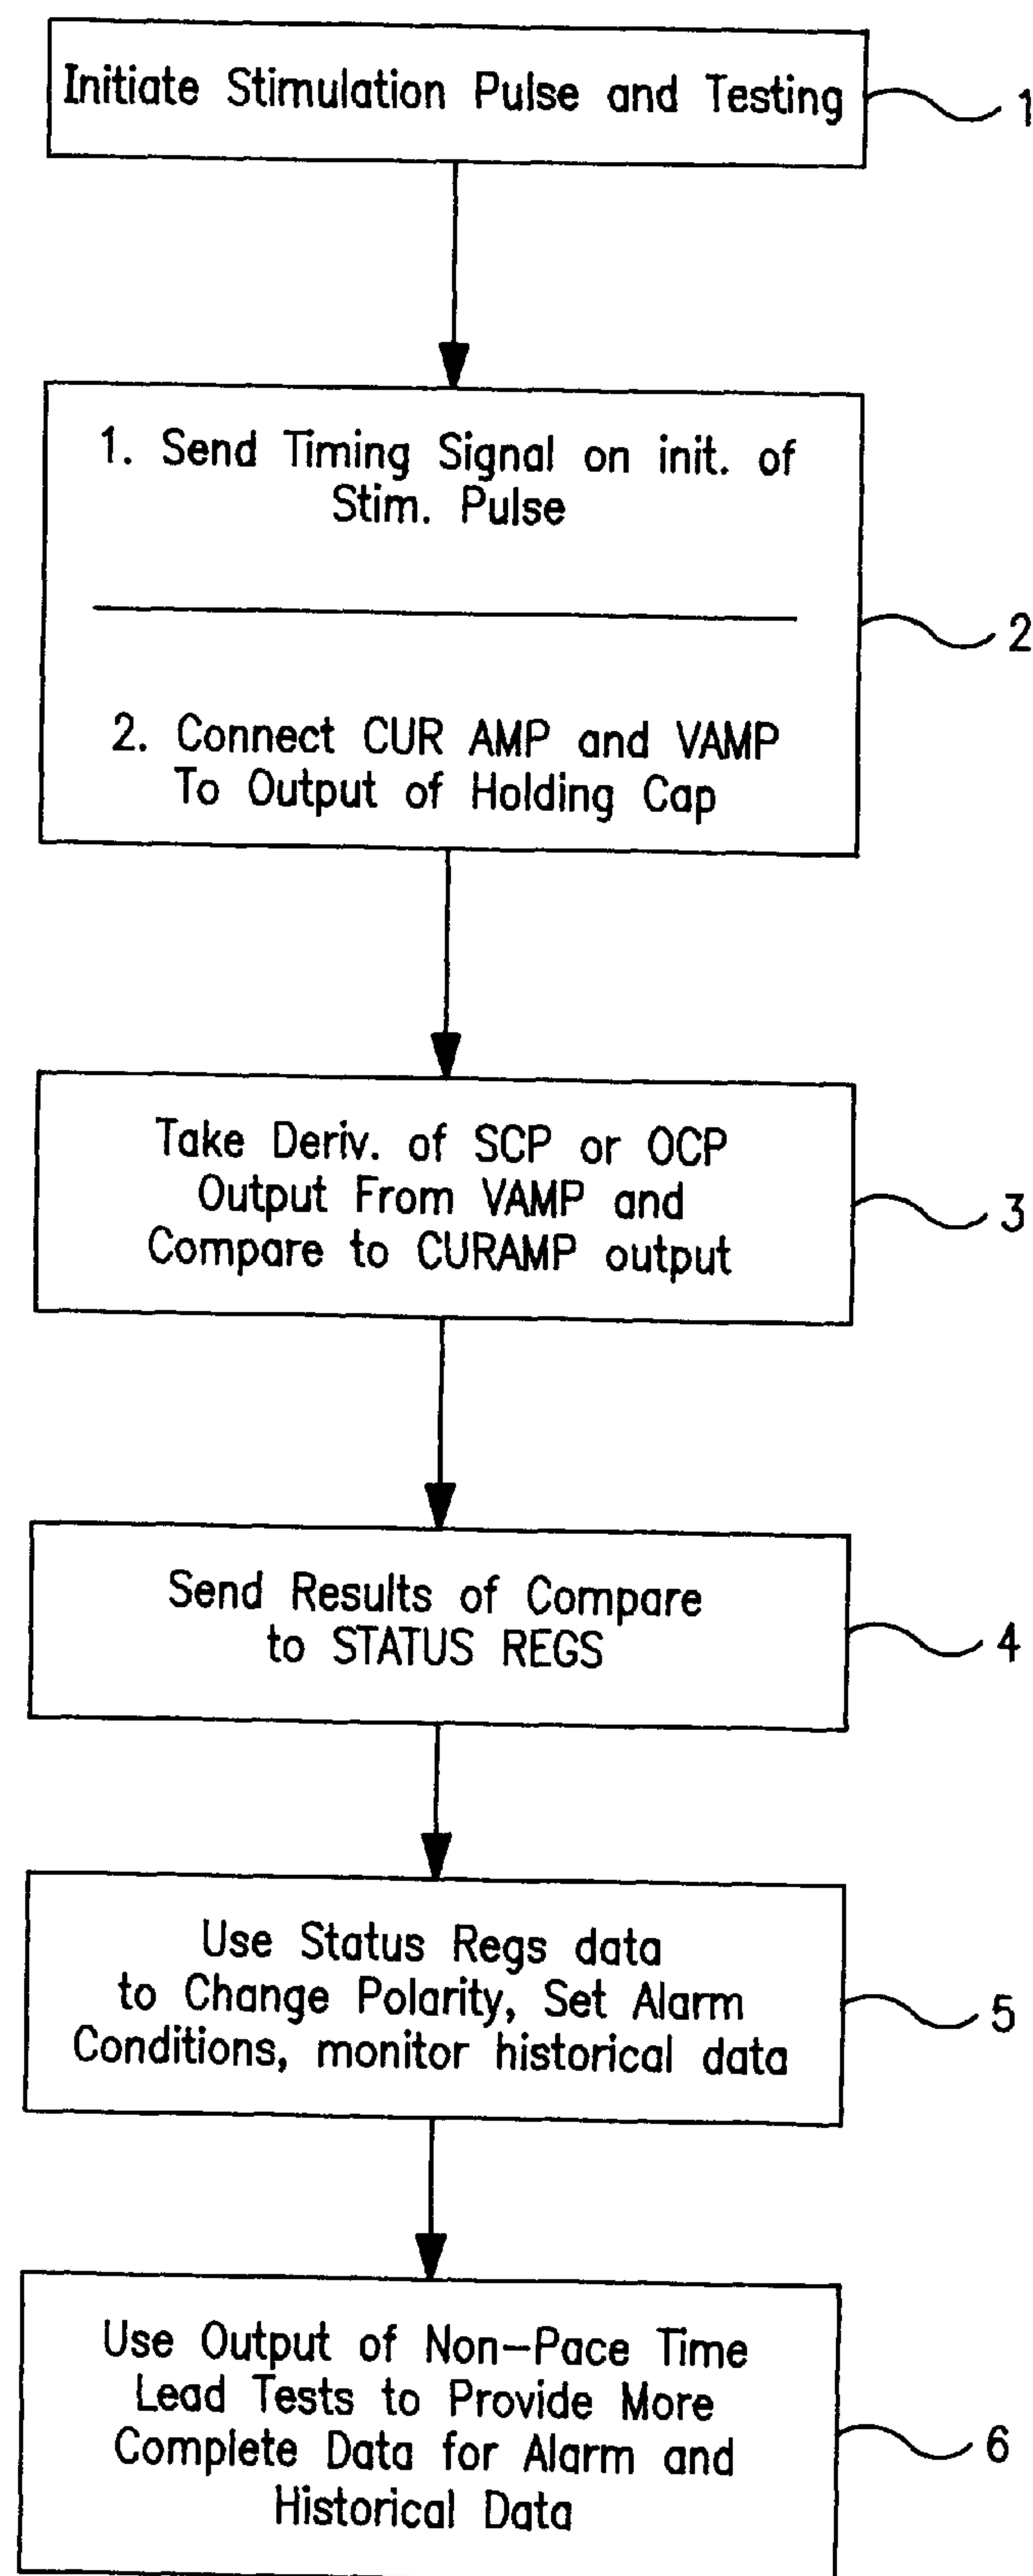 Initiate Stimulation Pulse and Testing
1
1. Send Timing Signal on init. of
Stim. Pulse
2
2. Connect CUR AMP and VAMP
To Output of Holding Cap
Take Deriv. of SCP or OCP
Output From VAMP and
Compare to CURAMP output
3
Send Results of Compare
to STATUS REGS
4
Use Status Regs data
to Change Polarity, Set Alarm
Conditions, monitor historical data
5
Use Output of Non-Pace Time
Lead Tests to Provide More
Complete Data for Alarm and
Historical Data
6